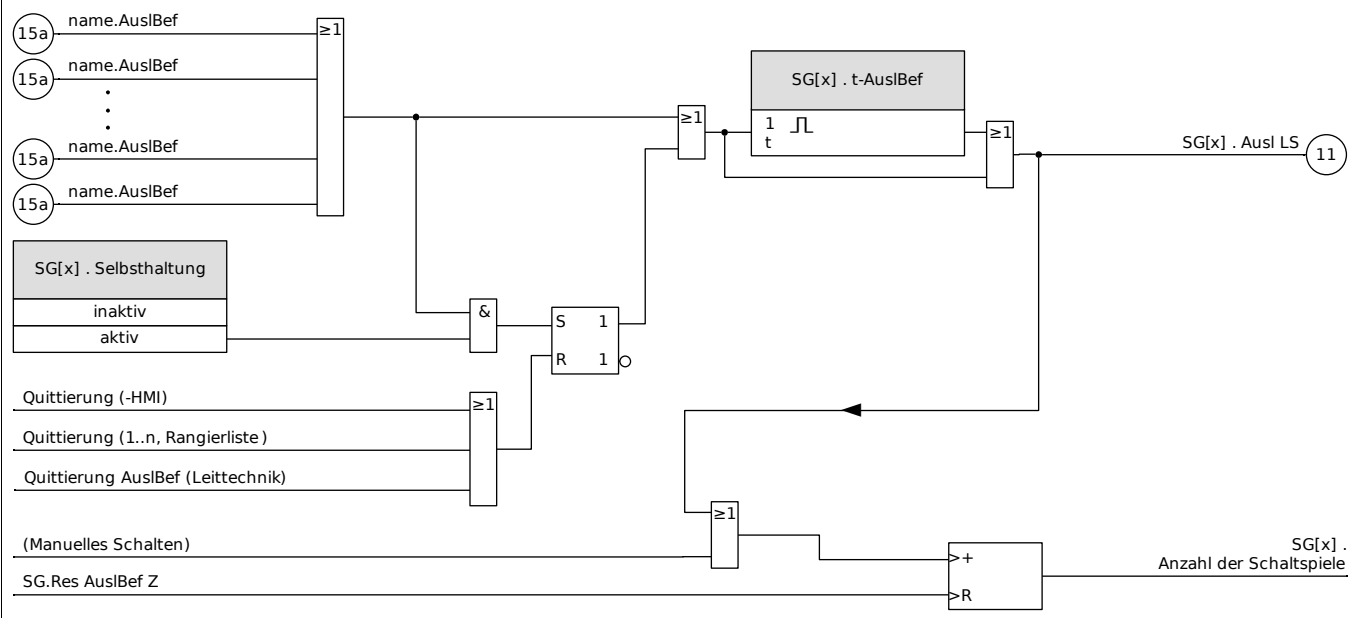 15a name.AuslBef
15a name.AuslBef
15a name.AuslBef
15a name.AuslBef
≥1
≥1
SG[x] . t-AuslBef
1
t
≥1
SG[x] . Ausl LS 11
SG[x] . Selbsthaltung
inaktiv
aktiv
&
S 1
R 1
Quittierung (-HMI)
Quittierung (1..n, Rangierliste)
Quittierung AuslBef (Leittechnik)
≥1
(Manuelles Schalten)
SG.Res AuslBef Z
≥1
>+
>R
SG[x] .
Anzahl der Schaltspiele